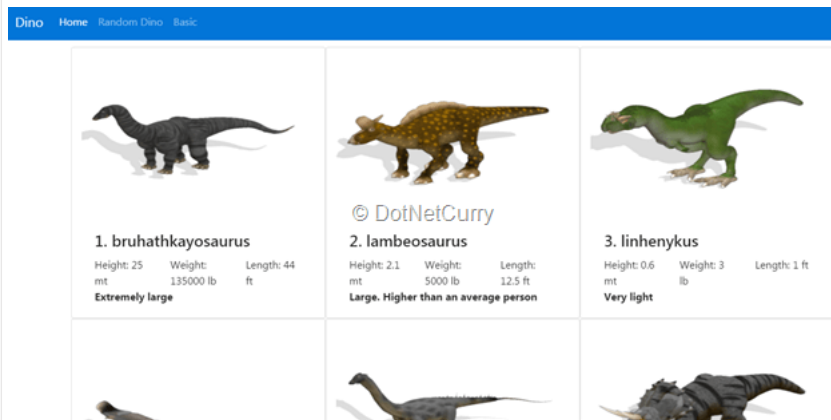 Dino Home Random Dino Basic
© DotNetCurry
1. bruhathkayosaurus
Height: 25 mt
Weight: 135000 lb
Length: 44 ft
Extremely large
2. lambeosaurus
Height: 2.1 mt
Weight: 5000 lb
Length: 12.5 ft
Large. Higher than an average person
3. linhenykus
Height: 0.6 mt
Weight: 3 lb
Length: 1 ft
Very light